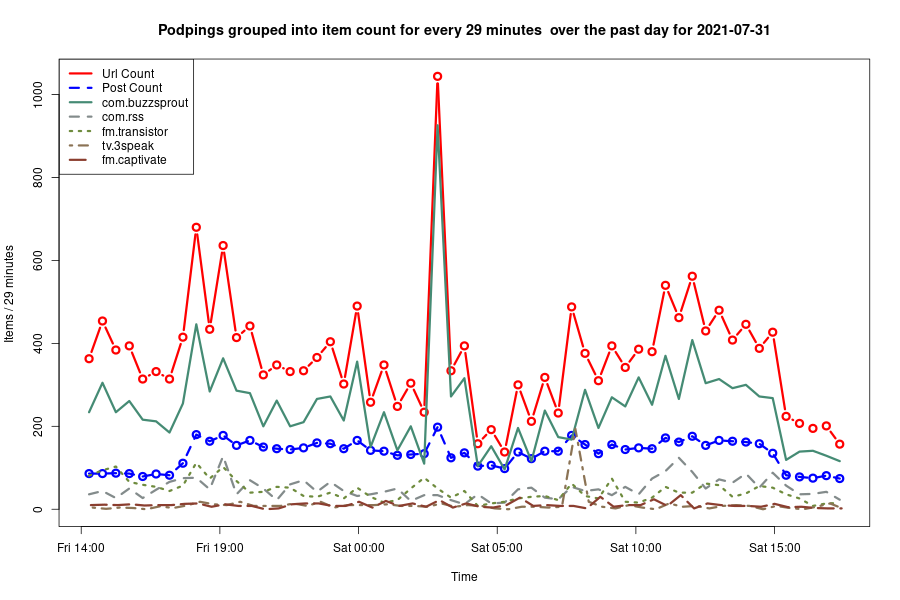 Podpings grouped into item count for every 29 minutes  over the past day for 2021-07-31
Url Count
Post Count
com.buzzsprout
com.rss
fm.transistor
tv.3speak
fm.captivate
Items / 29 minutes
1000
800
600
400
200
0
Fri 14:00
Fri 19:00
Sat 00:00
Sat 05:00
Sat 10:00
Sat 15:00
Time